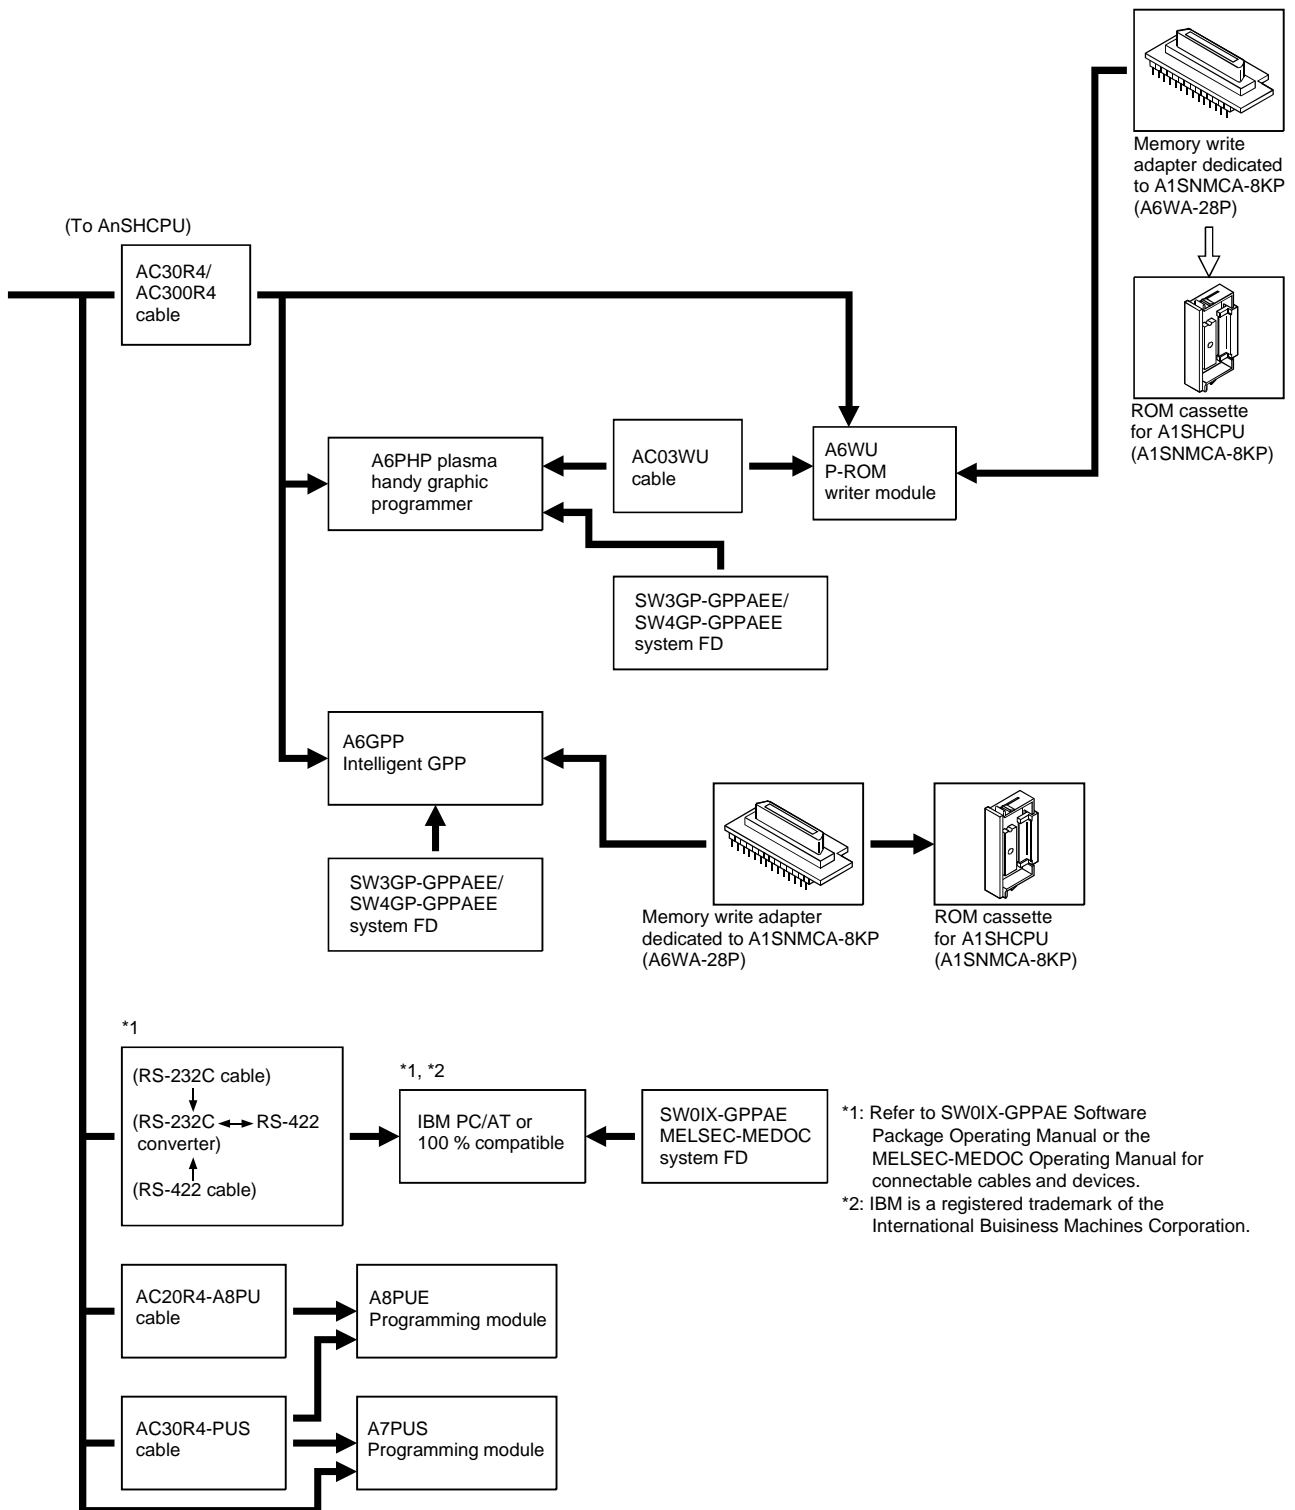 Memory write
adapter dedicated
to A1SNMCA-8KP
(A6WA-28P)
(To AnSHCPU)
AC30R4/
AC300R4
cable
ROM cassette
for A1SHCPU
(A1SNMCA-8KP)
A6PHP plasma
handy graphic
programmer
AC03WU
cable
A6WU
P-ROM
writer module
SW3GP-GPPAEE/
SW4GP-GPPAEE
system FD
A6GPP
Intelligent GPP
SW3GP-GPPAEE/
SW4GP-GPPAEE
system FD
Memory write adapter
dedicated to A1SNMCA-8KP
(A6WA-28P)
ROM cassette
for A1SHCPU
(A1SNMCA-8KP)
*1
(RS-232C cable)
(RS-232C RS-422
converter)
(RS-422 cable)
*1, *2
IBM PC/AT or
100 % compatible
SW0IX-GPPAE
MELSEC-MEDOC
system FD
*1: Refer to SW0IX-GPPAE Software
Package Operating Manual or the
MELSEC-MEDOC Operating Manual for
connectable cables and devices.
*2: IBM is a registered trademark of the
International Buisiness Machines Corporation.
AC20R4-A8PU
cable
A8PUE
Programming module
AC30R4-PUS
cable
A7PUS
Programming module